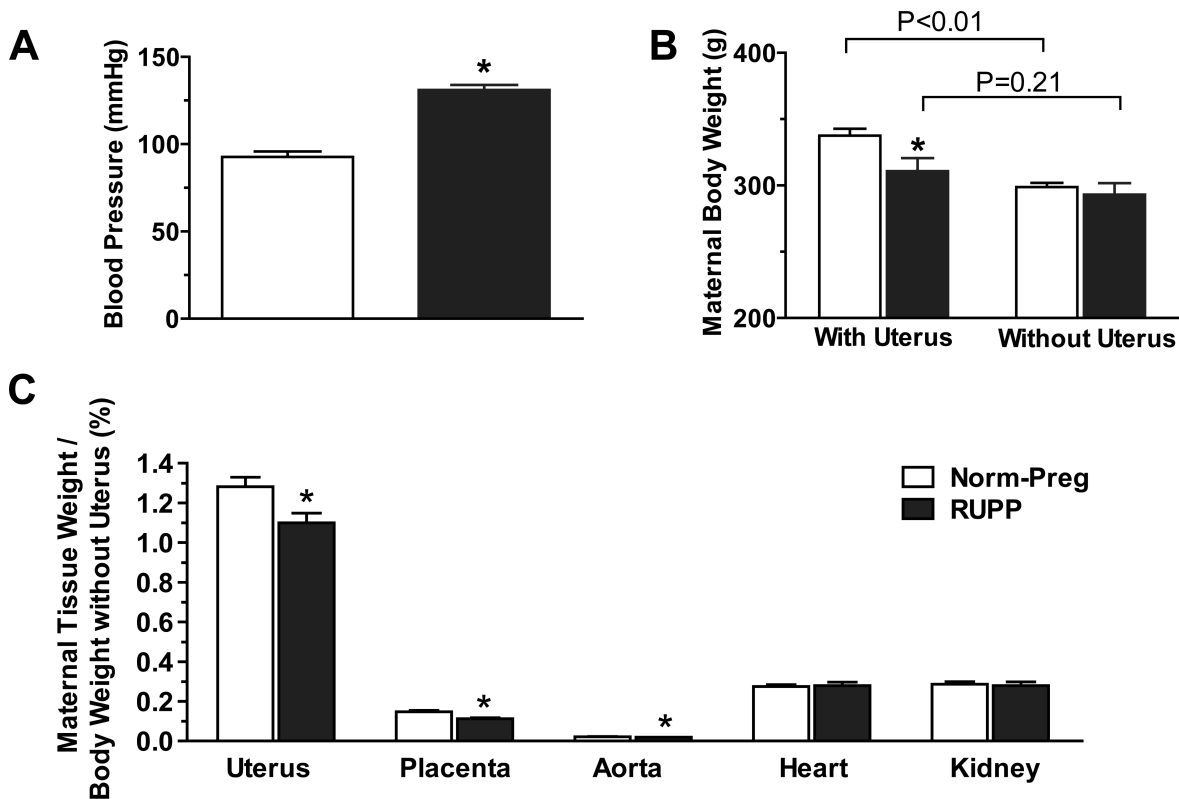 A
Blood Pressure (mmHg)
150
100
50
0
*
B
Maternal Body Weight (g)
400
300
200
P<0.01
P=0.21
*
With Uterus
Without Uterus
C
Maternal Tissue Weight /
Body Weight without Uterus (%)
1.4
1.2
1.0
0.8
0.6
0.4
0.2
0.0
*
*
*
Norm-Preg
RUPP
Uterus
Placenta
Aorta
Heart
Kidney